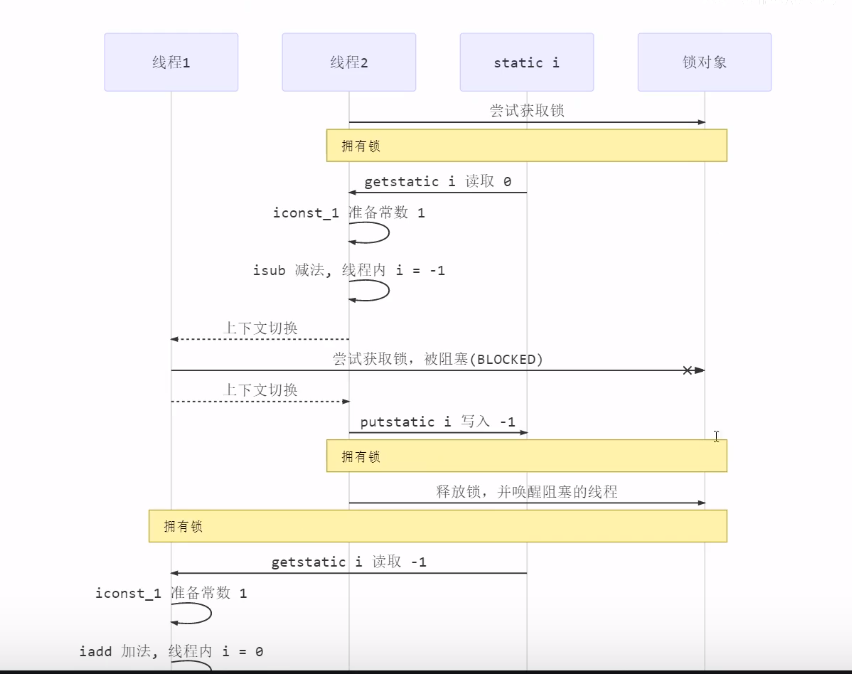 线程1
线程2
static i
锁对象
尝试获取锁
拥有锁
getstatic i 读取 0
iconst_1 准备常数 1
isub 减法, 线程内 i = -1
上下文切换
尝试获取锁, 被阻塞(BLOCKED)
上下文切换
putstatic i 写入 -1
拥有锁
释放锁, 并唤醒阻塞的线程
拥有锁
getstatic i 读取 -1
iconst_1 准备常数 1
iadd 加法, 线程内 i = 0